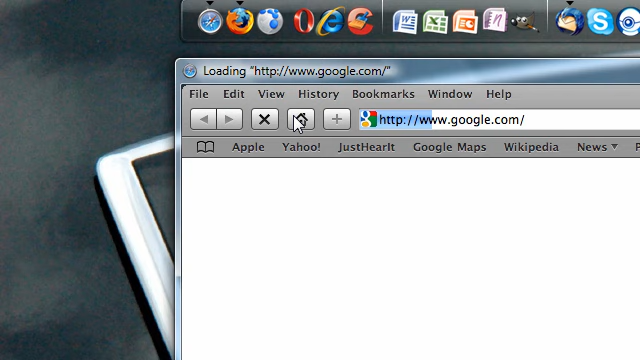 Loading "http://www.google.com/"
File Edit View History Bookmarks Window Help
http://www.google.com/
Apple Yahoo! JustHearIt Google Maps Wikipedia News